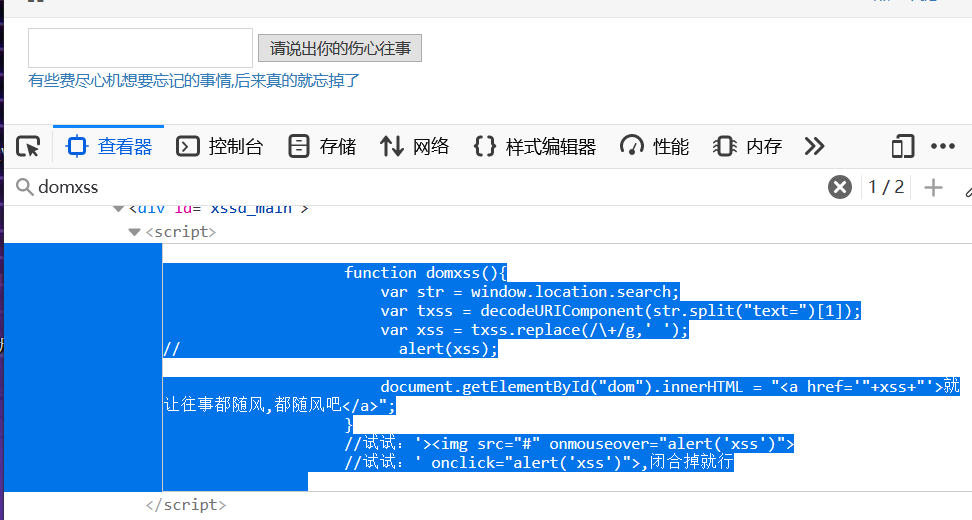 请说出你的伤心往事
有些费尽心机想要忘记的事情,后来真的就忘掉了
查看器 控制台 存储 网络 样式编辑器 性能 内存
domxss 1 / 2
<div id="xssd_main">
<script>
function domxss(){
var str = window.location.search;
var txss = decodeURIComponent(str.split("text=")[1]);
var xss = txss.replace(/\+/g,' ');
// alert(xss);
document.getElementById("dom").innerHTML = "<a href='"+xss+"'>就
让往事都随风,都随风吧</a>";
}
//试试：'><img src="#" onmouseover="alert('xss')">
//试试：' onclick="alert('xss')">,闭合掉就行
</script>